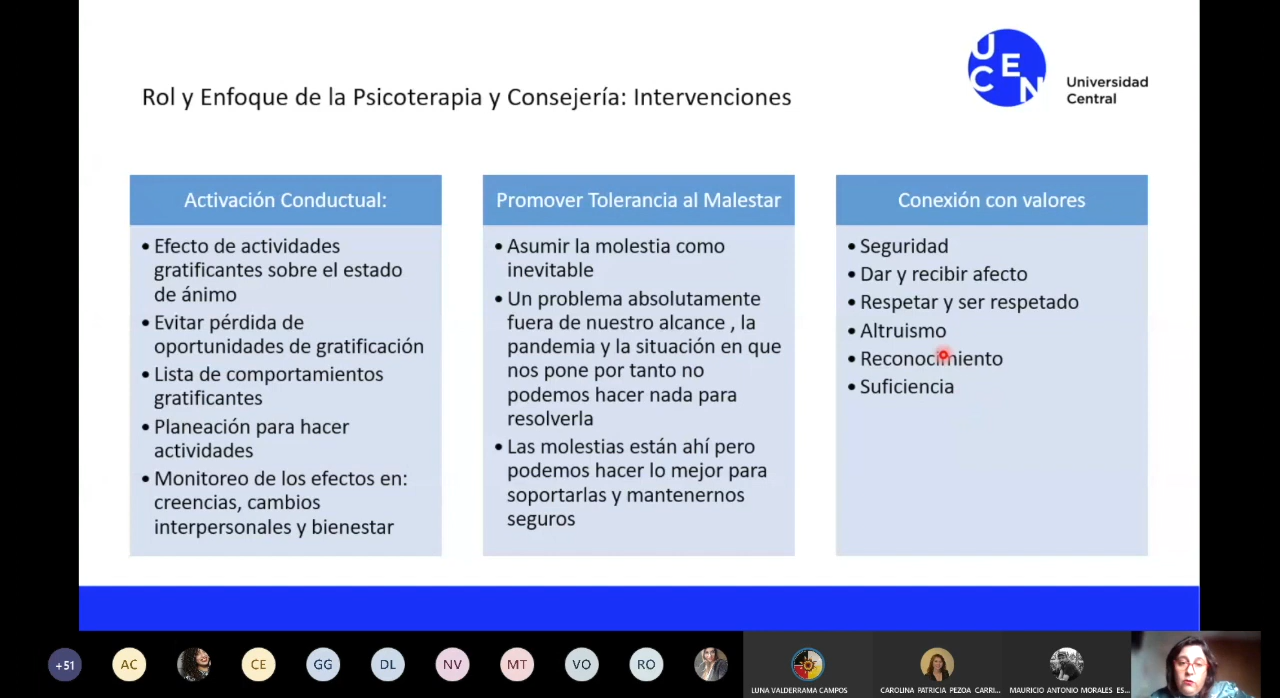 Rol y Enfoque de la Psicoterapia y Consejería: Intervenciones
U
C
E
N
Universidad
Central
Activación Conductual:
• Efecto de actividades
gratificantes sobre el estado
de ánimo
• Evitar pérdida de
oportunidades de gratificación
• Lista de comportamientos
gratificantes
• Planeación para hacer
actividades
• Monitoreo de los efectos en:
creencias, cambios
interpersonales y bienestar
Promover Tolerancia al Malestar
• Asumir la molestia como
inevitable
• Un problema absolutamente
fuera de nuestro alcance , la
pandemia y la situación en que
nos pone por tanto no
podemos hacer nada para
resolverla
• Las molestias están ahí pero
podemos hacer lo mejor para
soportarlas y mantenernos
seguros
Conexión con valores
• Seguridad
• Dar y recibir afecto
• Respetar y ser respetado
• Altruismo
• Reconocimiento
• Suficiencia
+51
AC
CE
GG
DL
NV
MT
VO
RO
LUNA VALDERRAMA CAMPOS
CAROLINA PATRICIA PEZOA CARRI...
MAURICIO ANTONIO MORALES ES...